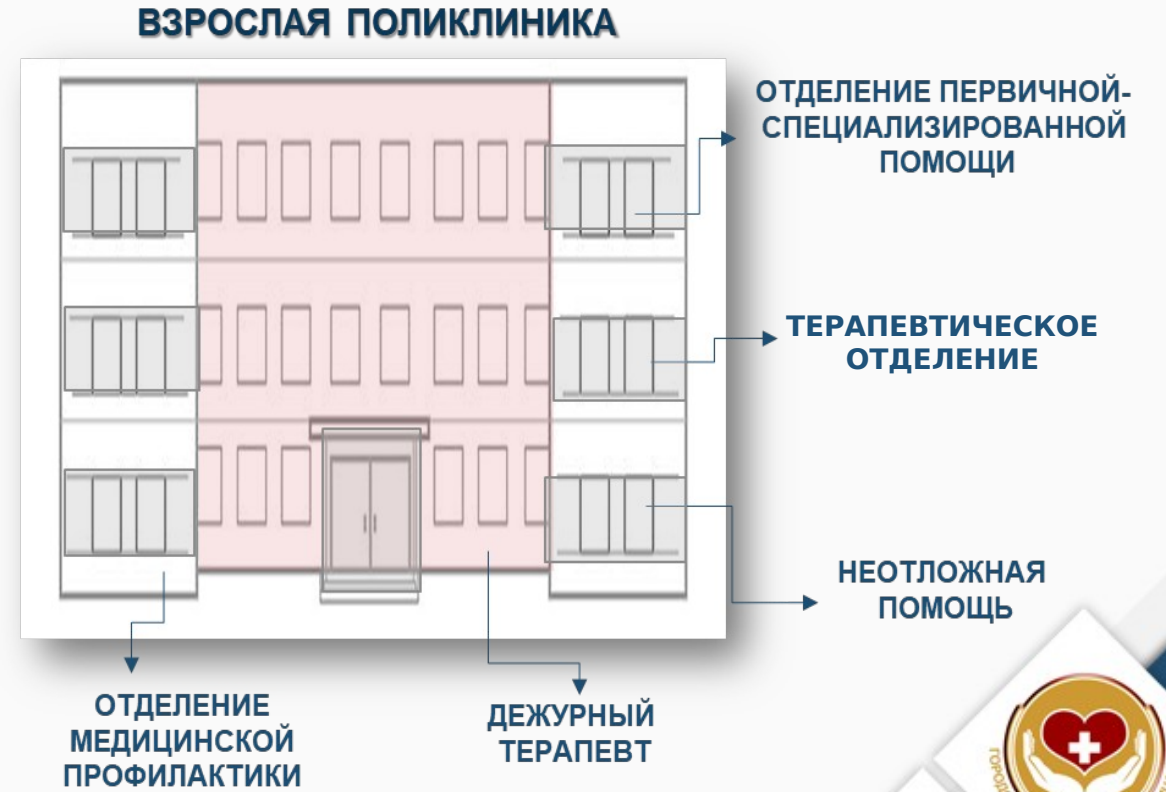 ВЗРОСЛАЯ ПОЛИКЛИНИКА
ОТДЕЛЕНИЕ ПЕРВИЧНОЙ-
СПЕЦИАЛИЗИРОВАННОЙ
ПОМОЩИ
ТЕРАПЕВТИЧЕСКОЕ
ОТДЕЛЕНИЕ
НЕОТЛОЖНАЯ
ПОМОЩЬ
ОТДЕЛЕНИЕ
МЕДИЦИНСКОЙ
ПРОФИЛАКТИКИ
ДЕЖУРНЫЙ
ТЕРАПЕВТ